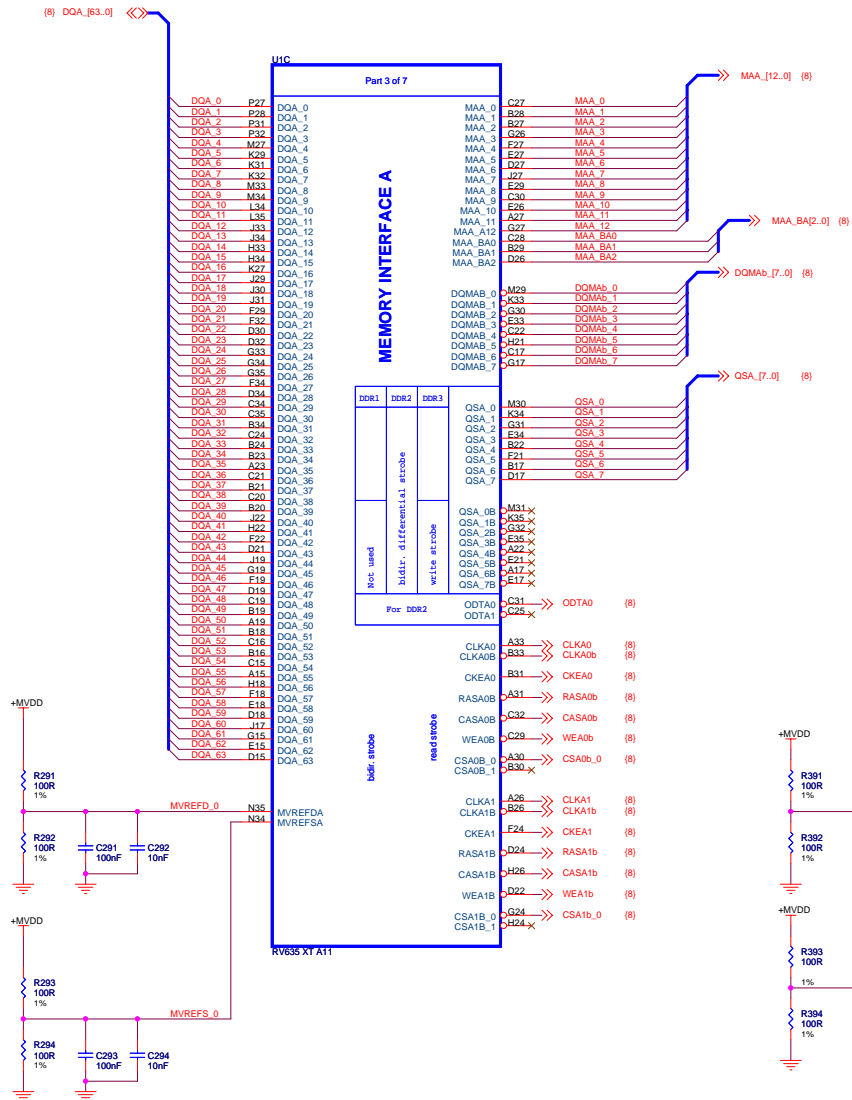 {8} DQA_[63..0]
U1C
Part 3 of 7
MEMORY INTERFACE A
DQA_0 P27 DQA_0
DQA_1 P28 DQA_1
DQA_2 P31 DQA_2
DQA_3 P32 DQA_3
DQA_4 M27 DQA_4
DQA_5 K29 DQA_5
DQA_6 K31 DQA_6
DQA_7 K32 DQA_7
DQA_8 M33 DQA_8
DQA_9 M34 DQA_9
DQA_10 L34 DQA_10
DQA_11 L35 DQA_11
DQA_12 J33 DQA_12
DQA_13 J34 DQA_13
DQA_14 H33 DQA_14
DQA_15 H34 DQA_15
DQA_16 K27 DQA_16
DQA_17 J29 DQA_17
DQA_18 J30 DQA_18
DQA_19 J31 DQA_19
DQA_20 F29 DQA_20
DQA_21 F32 DQA_21
DQA_22 D30 DQA_22
DQA_23 D32 DQA_23
DQA_24 G33 DQA_24
DQA_25 G34 DQA_25
DQA_26 G35 DQA_26
DQA_27 F34 DQA_27
DQA_28 D34 DQA_28
DQA_29 C34 DQA_29
DQA_30 C35 DQA_30
DQA_31 B34 DQA_31
DQA_32 C24 DQA_32
DQA_33 B24 DQA_33
DQA_34 B23 DQA_34
DQA_35 A23 DQA_35
DQA_36 C21 DQA_36
DQA_37 B21 DQA_37
DQA_38 C20 DQA_38
DQA_39 B20 DQA_39
DQA_40 J22 DQA_40
DQA_41 H22 DQA_41
DQA_42 F22 DQA_42
DQA_43 D21 DQA_43
DQA_44 J19 DQA_44
DQA_45 G19 DQA_45
DQA_46 F19 DQA_46
DQA_47 D19 DQA_47
DQA_48 C19 DQA_48
DQA_49 B19 DQA_49
DQA_50 A19 DQA_50
DQA_51 B18 DQA_51
DQA_52 C16 DQA_52
DQA_53 B16 DQA_53
DQA_54 C15 DQA_54
DQA_55 A15 DQA_55
DQA_56 H18 DQA_56
DQA_57 F18 DQA_57
DQA_58 E18 DQA_58
DQA_59 D18 DQA_59
DQA_60 J17 DQA_60
DQA_61 G15 DQA_61
DQA_62 E15 DQA_62
DQA_63 D15 DQA_63
MVREFD_0 N35 MVREFDA
N34 MVREFSA
MAA_[12..0] {8}
MAA_0 C27 MAA_0
MAA_1 B28 MAA_1
MAA_2 B27 MAA_2
MAA_3 G26 MAA_3
MAA_4 F27 MAA_4
MAA_5 E27 MAA_5
MAA_6 D27 MAA_6
MAA_7 J27 MAA_7
MAA_8 E29 MAA_8
MAA_9 C30 MAA_9
MAA_10 E26 MAA_10
MAA_11 A27 MAA_11
MAA_A12 G27 MAA_12
MAA_BA0 C28 MAA_BA0
MAA_BA1 B29 MAA_BA1
MAA_BA2 D26 MAA_BA2
MAA_BA[2..0] {8}
DQMAb_[7..0] {8}
DQMAB_0 M29 DQMAb_0
DQMAB_1 K33 DQMAb_1
DQMAB_2 G30 DQMAb_2
DQMAB_3 E33 DQMAb_3
DQMAB_4 C22 DQMAb_4
DQMAB_5 H21 DQMAb_5
DQMAB_6 C17 DQMAb_6
DQMAB_7 G17 DQMAb_7
QSA_[7..0] {8}
DDR1 DDR2 DDR3
Not used
bidir. differential strobe
write strobe
For DDR2
QSA_0 M30 QSA_0
QSA_1 K34 QSA_1
QSA_2 G31 QSA_2
QSA_3 E34 QSA_3
QSA_4 B22 QSA_4
QSA_5 F21 QSA_5
QSA_6 B17 QSA_6
QSA_7 D17 QSA_7
QSA_0B M31
QSA_1B K35
QSA_2B G32
QSA_3B E35
QSA_4B A22
QSA_5B E21
QSA_6B A17
QSA_7B E17
ODTA0 C31 ODTA0 {8}
ODTA1 C25
CLKA0 A33 CLKA0 {8}
CLKA0B B33 CLKA0b {8}
CKEA0 B31 CKEA0 {8}
RASA0B A31 RASA0b {8}
CASA0B C32 CASA0b {8}
WEA0B C29 WEA0b {8}
CSA0B_0 A30 CSA0b_0 {8}
CSA0B_1 B30
bidir. strobe
read strobe
CLKA1 A26 CLKA1 {8}
CLKA1B B26 CLKA1b {8}
CKEA1 F24 CKEA1 {8}
RASA1B D24 RASA1b {8}
CASA1B H26 CASA1b {8}
WEA1B D22 WEA1b {8}
CSA1B_0 G24 CSA1b_0 {8}
CSA1B_1 H24
RV635 XT A11
+MVDD
R291
100R
1%
R292
100R
1%
C291
100nF
C292
10nF
+MVDD
R293
100R
1%
MVREFS_0
R294
100R
1%
C293
100nF
C294
10nF
+MVDD
R391
100R
1%
R392
100R
1%
+MVDD
R393
100R
1%
R394
100R
1%